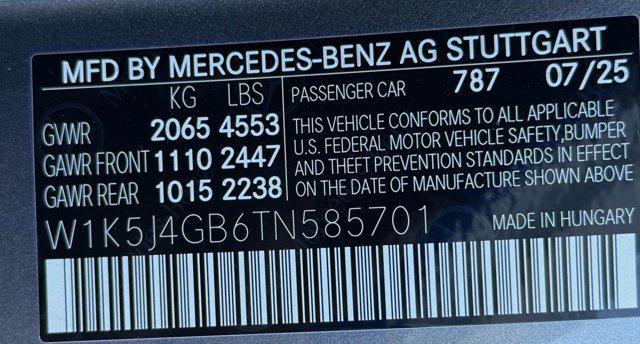 MFD BY MERCEDES-BENZ AG STUTTGART
KG LBS
PASSENGER CAR 787 07/25
GVWR 2065 4553
GAWR FRONT 1110 2447
GAWR REAR 1015 2238
THIS VEHICLE CONFORMS TO ALL APPLICABLE
U.S. FEDERAL MOTOR VEHICLE SAFETY,BUMPER
AND THEFT PREVENTION STANDARDS IN EFFECT
ON THE DATE OF MANUFACTURE SHOWN ABOVE
W1K5J4GB6TN585701
MADE IN HUNGARY